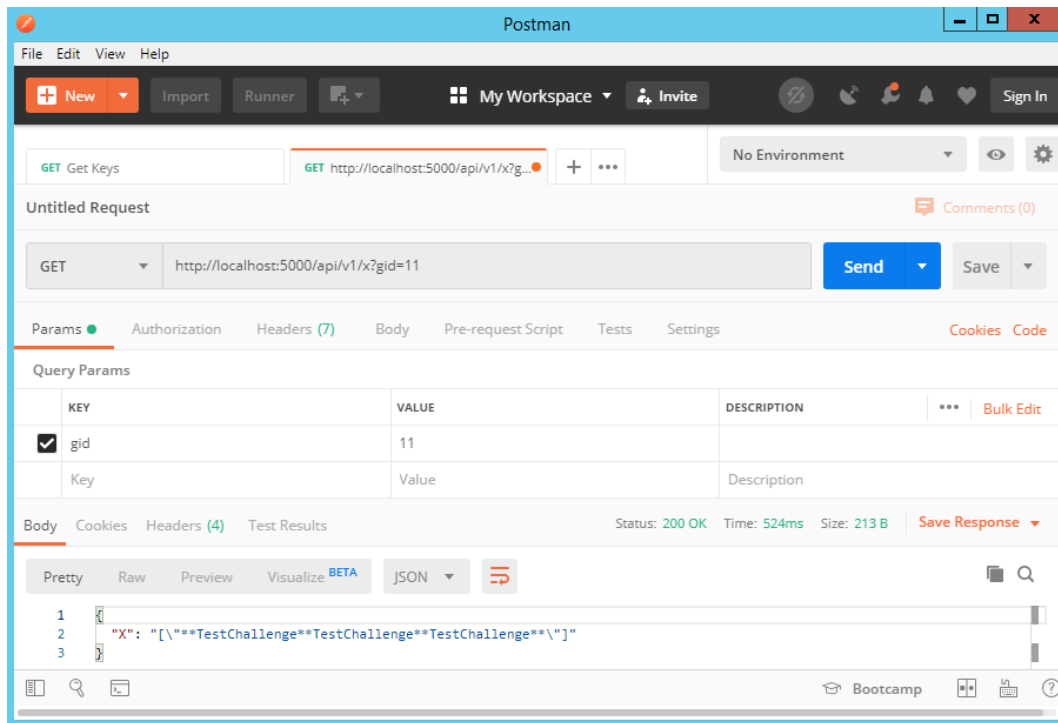 Postman
File Edit View Help
New Import Runner My Workspace Invite Sign In
GET Get Keys GET http://localhost:5000/api/v1/x?g... No Environment
Untitled Request Comments (0)
GET http://localhost:5000/api/v1/x?gid=11 Send Save
Params Authorization Headers (7) Body Pre-request Script Tests Settings Cookies Code
Query Params
KEY VALUE DESCRIPTION ••• Bulk Edit
gid 11
Key Value Description
Body Cookies Headers (4) Test Results Status: 200 OK Time: 524ms Size: 213 B Save Response
Pretty Raw Preview Visualize BETA JSON
1 {
2 "X": "[\"**TestChallenge**TestChallenge**TestChallenge**\"]"
3 }
Bootcamp